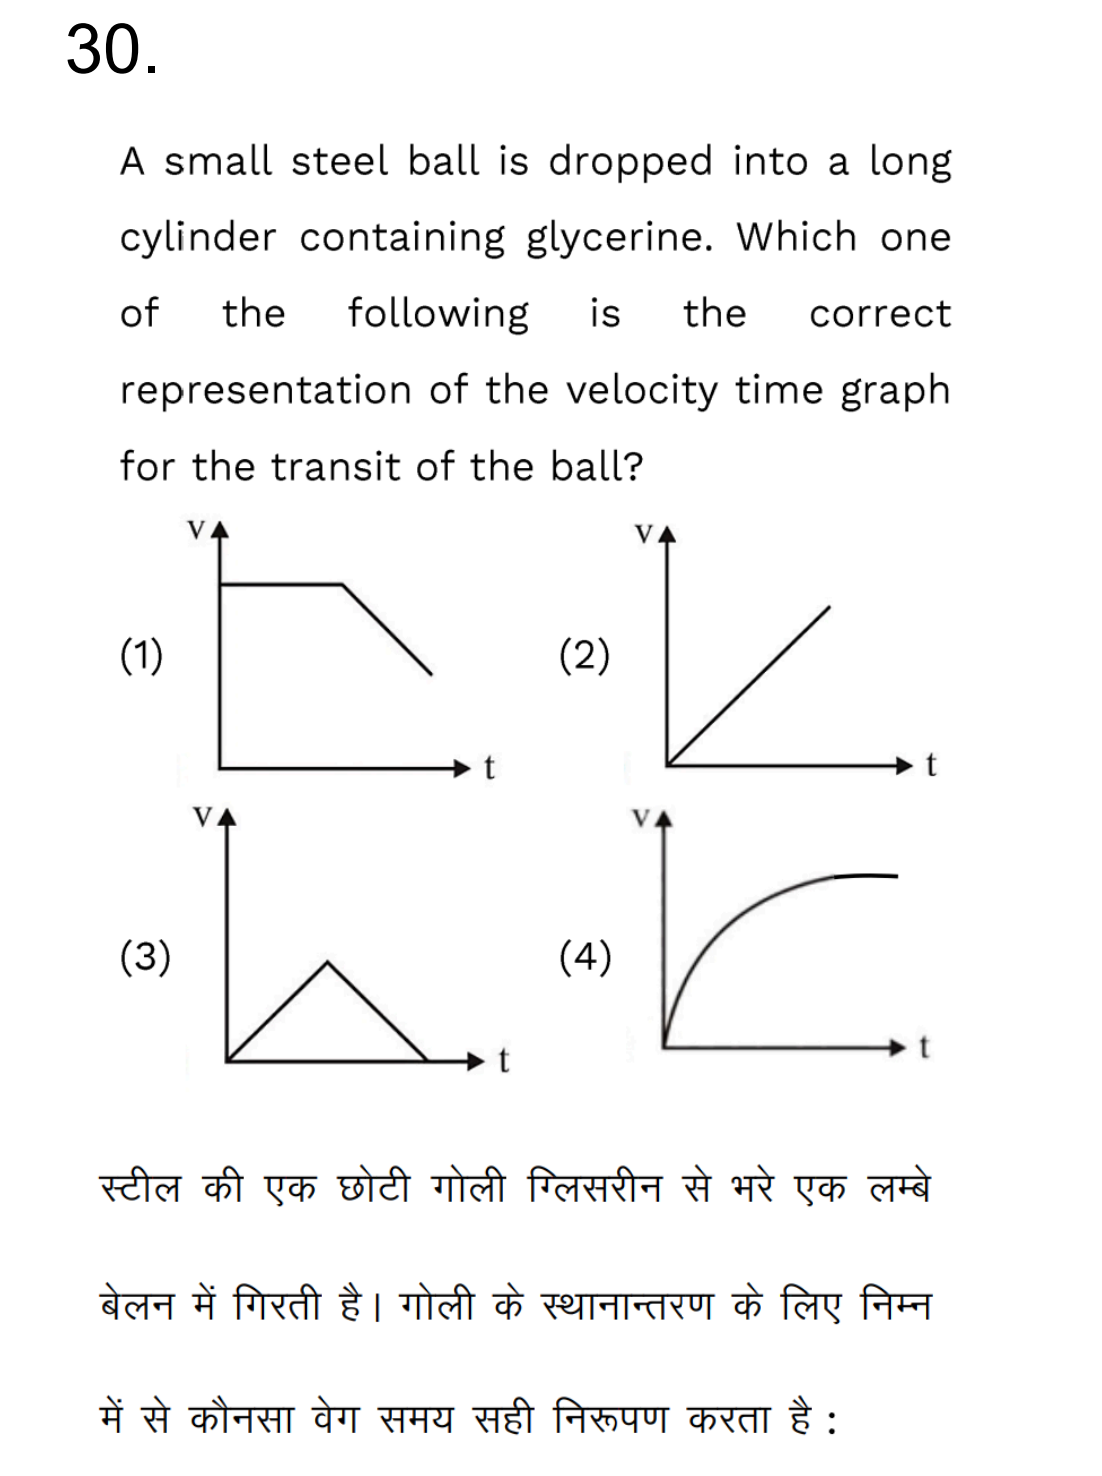 30.
A small steel ball is dropped into a long
cylinder containing glycerine. Which one
of the following is the correct
representation of the velocity time graph
for the transit of the ball?
(1) v t
(2) v t
(3) v t
(4) v t
स्टील की एक छोटी गोली ग्लिसरीन से भरे एक लम्बे
बेलन में गिरती है। गोली के स्थानान्तरण के लिए निम्न
में से कौनसा वेग समय सही निरूपण करता है :